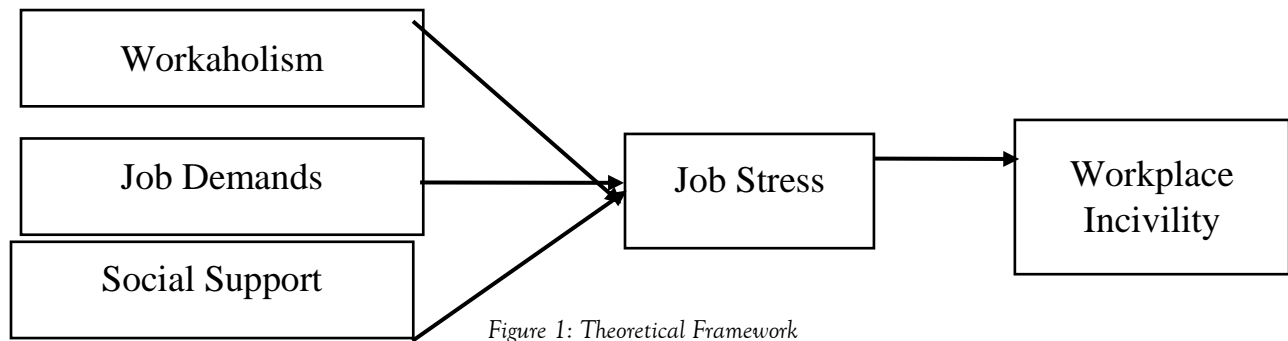 Workaholism
Job Demands
Social Support
Job Stress
Workplace
Incivility
Figure 1: Theoretical Framework